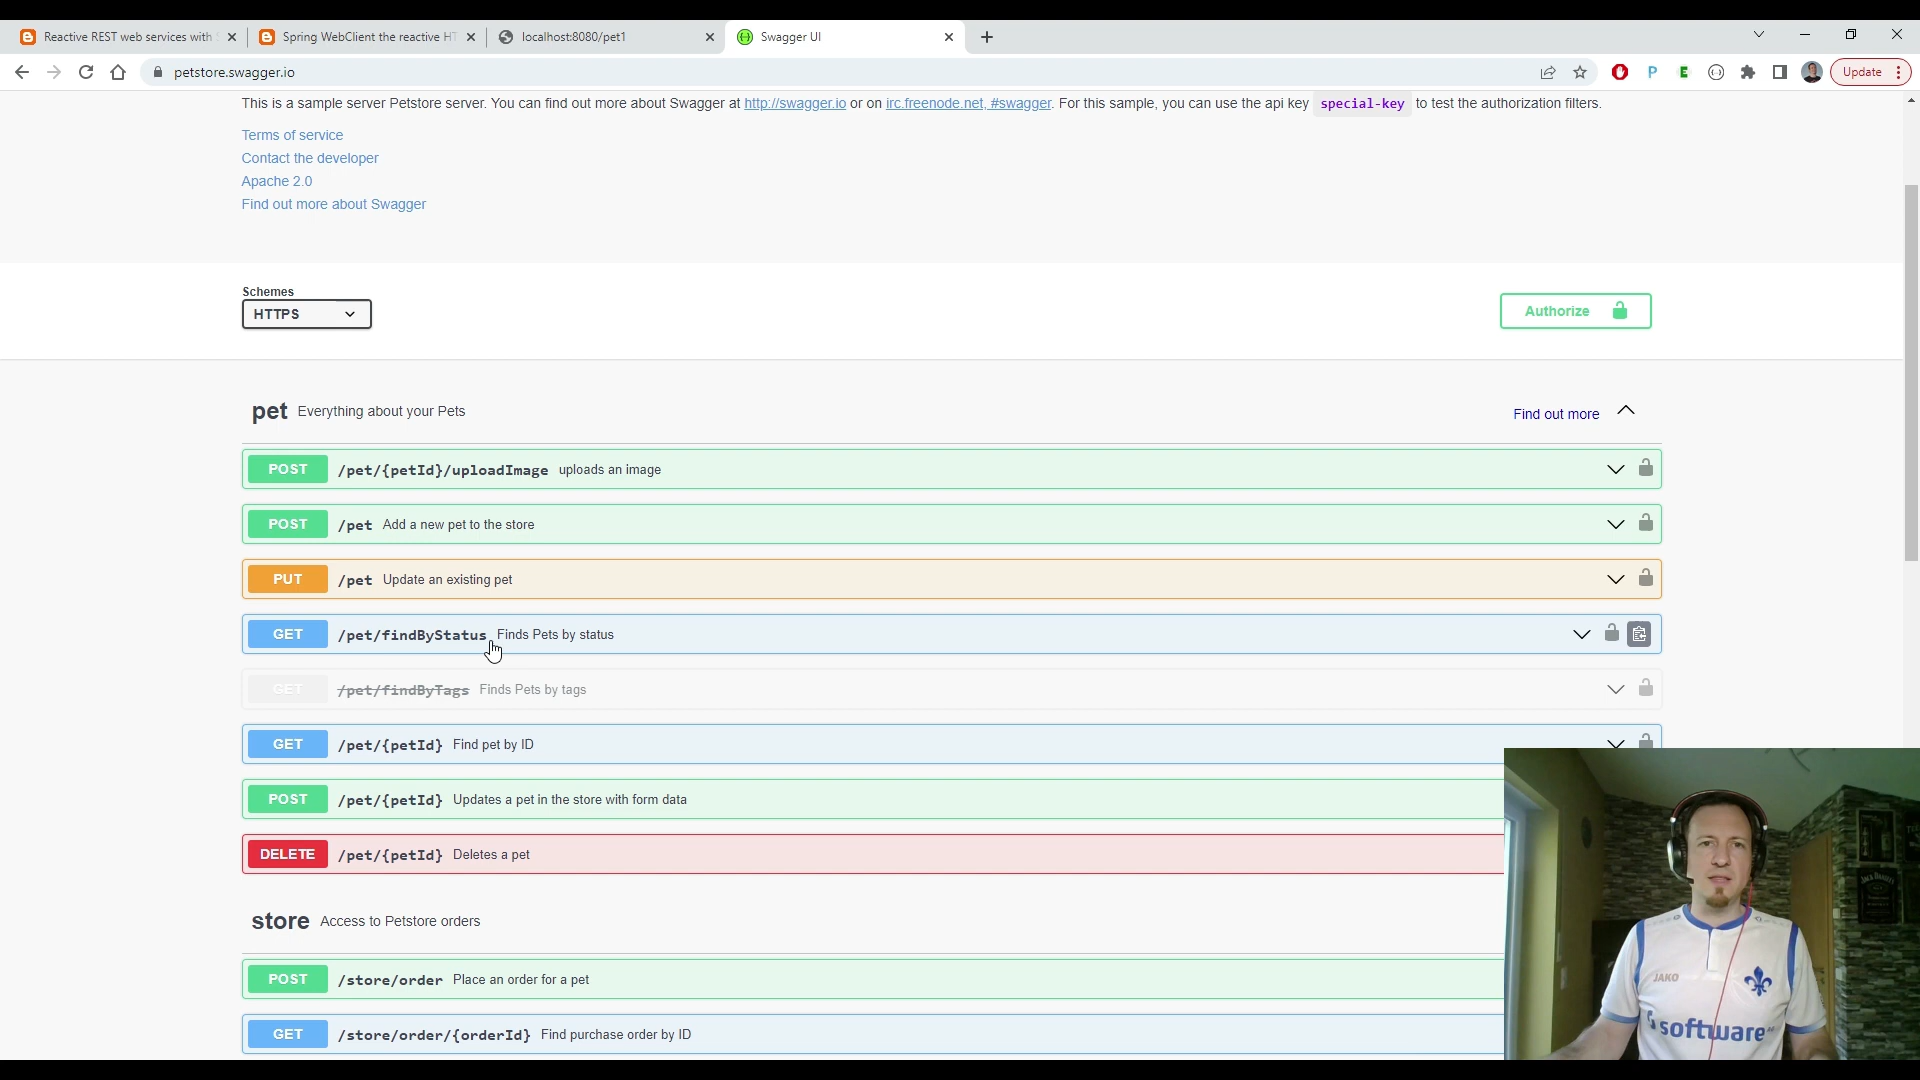 Reactive REST web services with S
Spring WebClient the reactive HT
localhost:8080/pet1
Swagger UI
petstore.swagger.io
Update
This is a sample server Petstore server. You can find out more about Swagger at http://swagger.io or on irc.freenode.net, #swagger. For this sample, you can use the api key special-key to test the authorization filters.
Terms of service
Contact the developer
Apache 2.0
Find out more about Swagger
Schemes
HTTPS
Authorize
pet Everything about your Pets
Find out more
POST /pet/{petId}/uploadImage uploads an image
POST /pet Add a new pet to the store
PUT /pet Update an existing pet
GET /pet/findByStatus Finds Pets by status
GET /pet/findByTags Finds Pets by tags
GET /pet/{petId} Find pet by ID
POST /pet/{petId} Updates a pet in the store with form data
DELETE /pet/{petId} Deletes a pet
store Access to Petstore orders
POST /store/order Place an order for a pet
GET /store/order/{orderId} Find purchase order by ID
JAKO
software